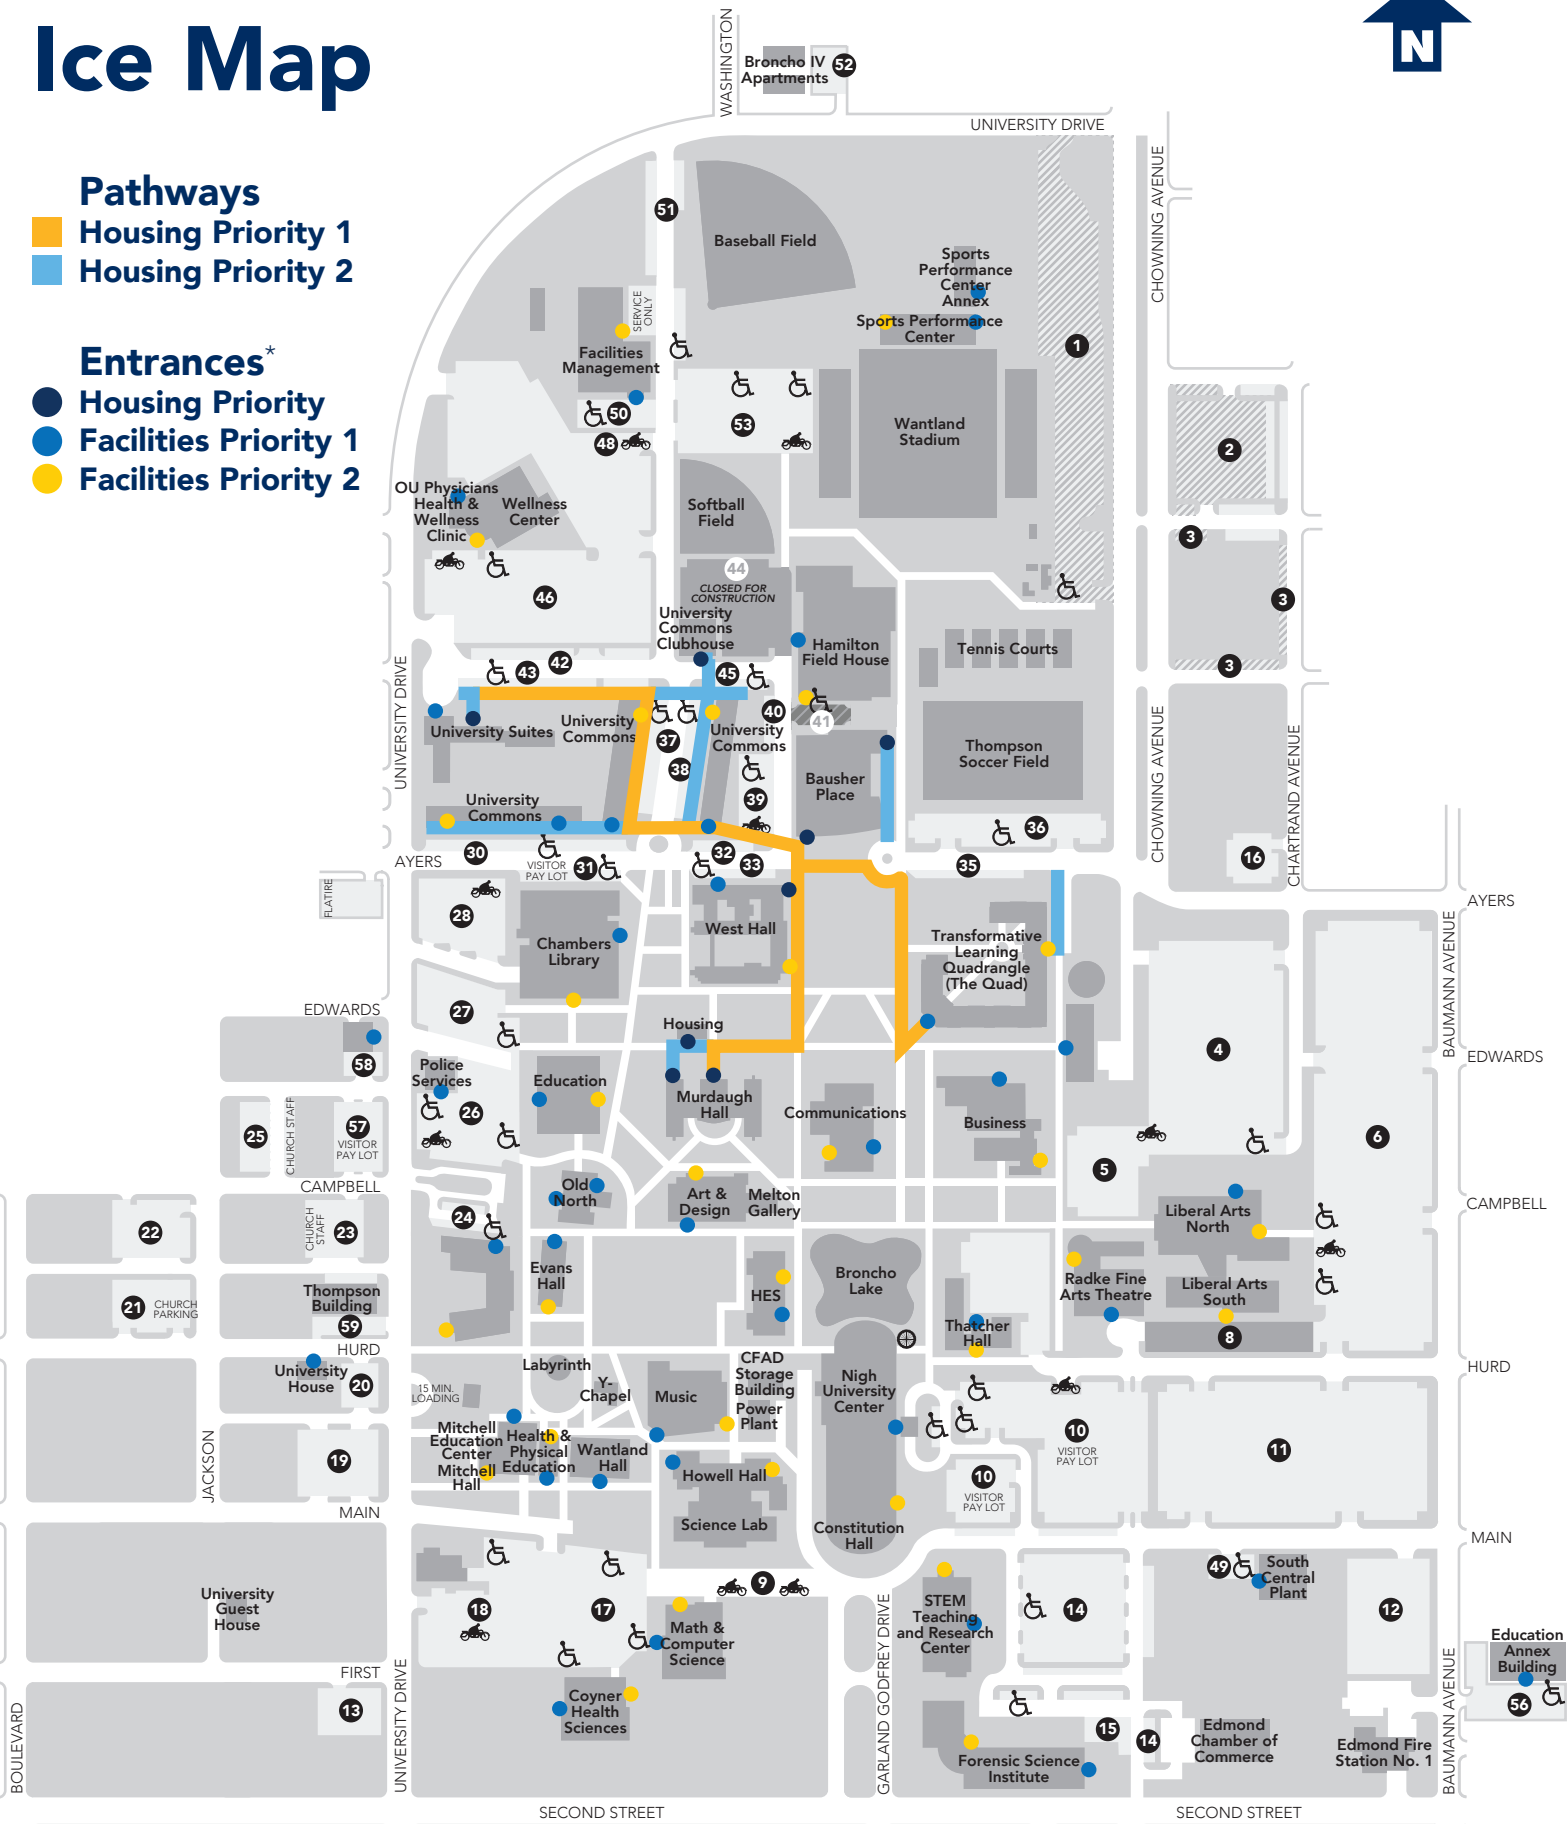 Ice Map
N
Pathways
Housing Priority 1
Housing Priority 2
Entrances*
Housing Priority
Facilities Priority 1
Facilities Priority 2
WASHINGTON
Broncho IV
Apartments
52
UNIVERSITY DRIVE
CHOWNING AVENUE
51
Baseball Field
Sports
Performance
Center
Annex
Sports Performance
Center
SERVICE
ONLY
Facilities
Management
1
50
48
53
Wantland
Stadium
2
OU Physicians
Health &
Wellness
Clinic
Wellness
Center
Softball
Field
3
44
CLOSED FOR
CONSTRUCTION
46
3
University
Commons
Clubhouse
Hamilton
Field House
Tennis Courts
3
UNIVERSITY DRIVE
43
42
45
40
41
University Suites
University
Commons
37
38
University
Commons
Thompson
Soccer Field
CHOWNING AVENUE
CHARTRAND AVENUE
Bausher
Place
39
University
Commons
36
30
AYERS
VISITOR
PAY LOT
31
32
33
35
16
FLATIRE
28
AYERS
West Hall
Chambers
Library
Transformative
Learning
Quadrangle
(The Quad)
BAUMANN AVENUE
EDWARDS
27
Housing
58
4
EDWARDS
Police
Services
Education
26
Murdaugh
Hall
Communications
Business
25
CHURCH STAFF
57
VISITOR
PAY LOT
6
5
CAMPBELL
Old
North
Art &
Design
Melton
Gallery
22
CHURCH
STAFF
23
24
Liberal Arts
North
CAMPBELL
Evans
Hall
HES
Broncho
Lake
Radke Fine
Arts Theatre
Liberal Arts
South
21
CHURCH
PARKING
Thompson
Building
59
Thatcher
Hall
8
HURD
University
House
20
15 MIN.
LOADING
Labyrinth
Y-
Chapel
Music
CFAD
Storage
Building
Power
Plant
Nigh
University
Center
HURD
JACKSON
19
Mitchell
Education
Center
Mitchell
Hall
Health &
Physical
Education
Wantland
Hall
Howell Hall
10
VISITOR
PAY LOT
10
VISITOR
PAY LOT
11
MAIN
Science Lab
Constitution
Hall
MAIN
9
49
South
Central
Plant
University
Guest
House
18
17
Math &
Computer
Science
GARLAND GODFREY DRIVE
STEM
Teaching
and Research
Center
14
12
Education
Annex
Building
FIRST
56
BOULEVARD
13
UNIVERSITY DRIVE
Coyner
Health
Sciences
15
14
Forensic Science
Institute
Edmond
Chamber of
Commerce
Edmond Fire
Station No. 1
BAUMANN AVENUE
SECOND STREET
SECOND STREET